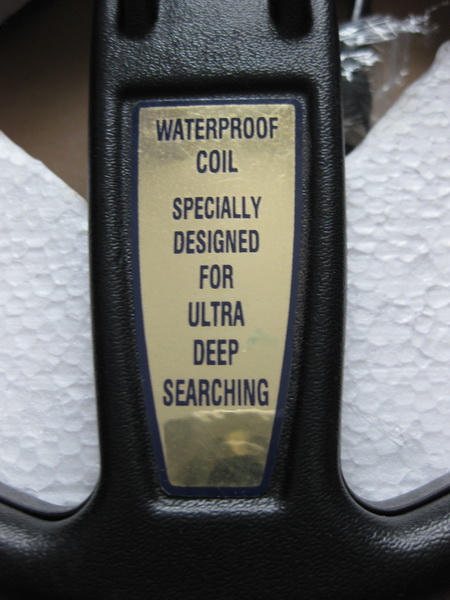 WATERPROOF
COIL
SPECIALLY
DESIGNED
FOR
ULTRA
DEEP
SEARCHING